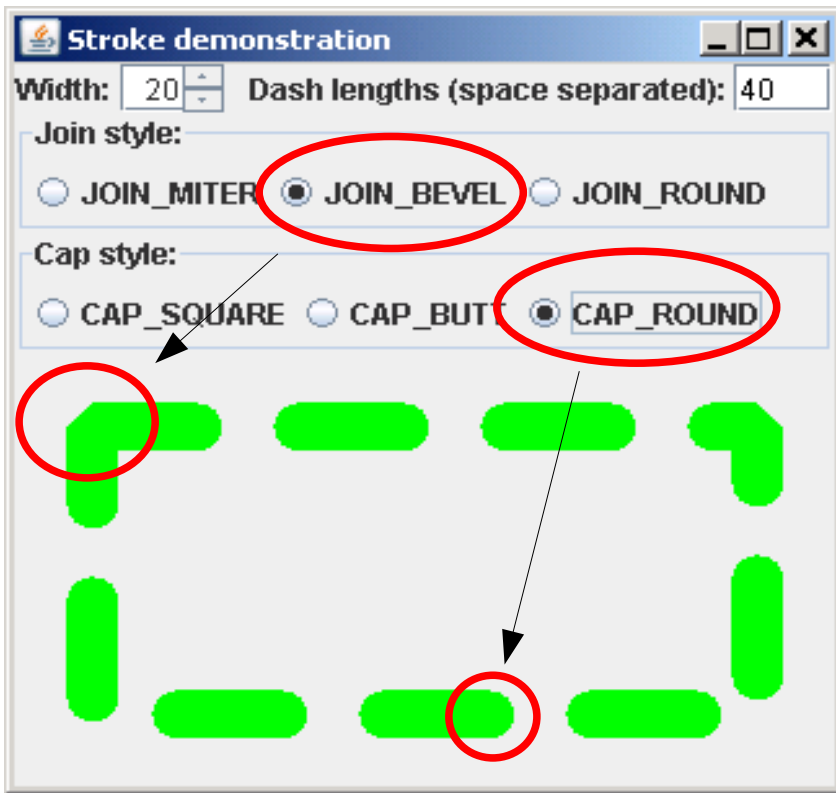 Stroke demonstration
Width: 20 Dash lengths (space separated): 40
Join style:
JOIN_MITER JOIN_BEVEL JOIN_ROUND
Cap style:
CAP_SQUARE CAP_BUTT CAP_ROUND